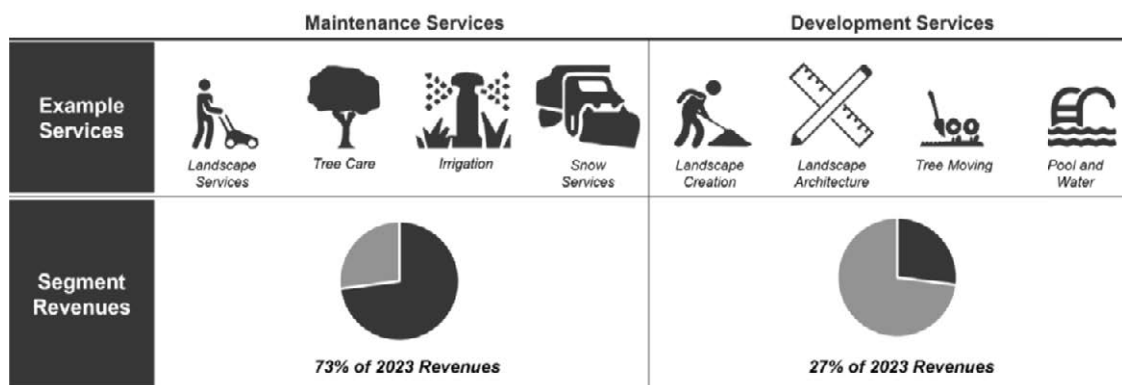 Maintenance Services
Development Services
Example
Services
Landscape
Services
Tree Care
Irrigation
Snow
Services
Landscape
Creation
Landscape
Architecture
Tree Moving
Pool and
Water
Segment
Revenues
73% of 2023 Revenues
27% of 2023 Revenues